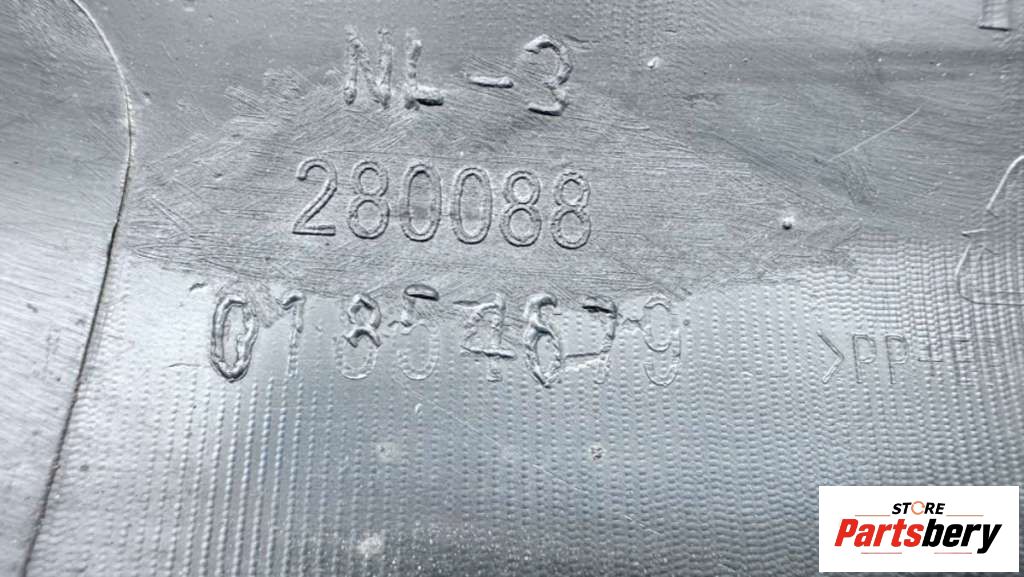 NL-3
280088
01854679
>PP+E
STORE
Partsbery